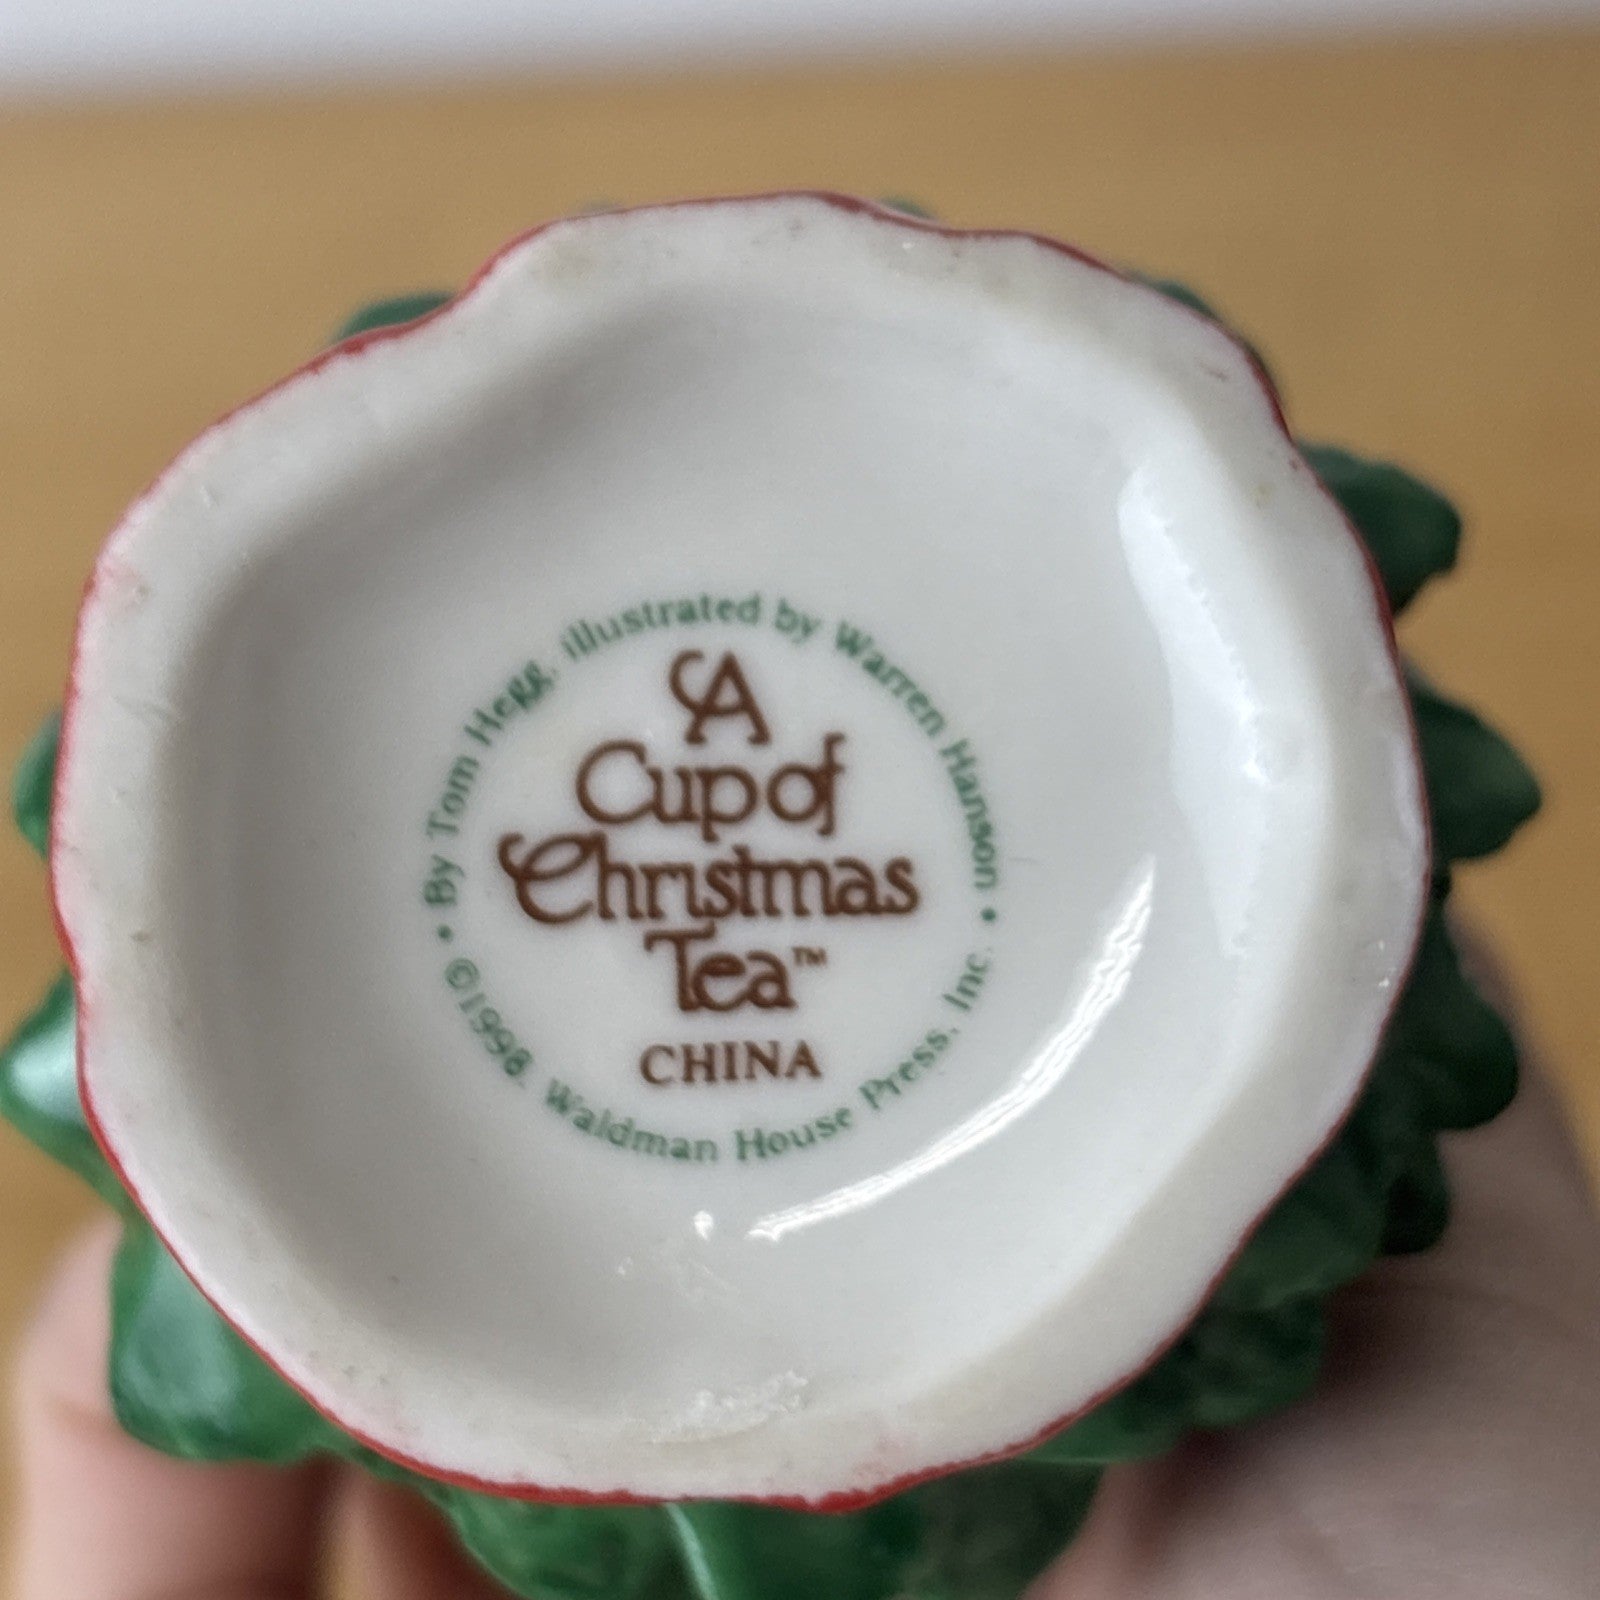 • By Tom Hegg, illustrated by Warren Hanson •
A
Cup of
Christmas
Tea™
CHINA
©1998, Waldman House Press, Inc.